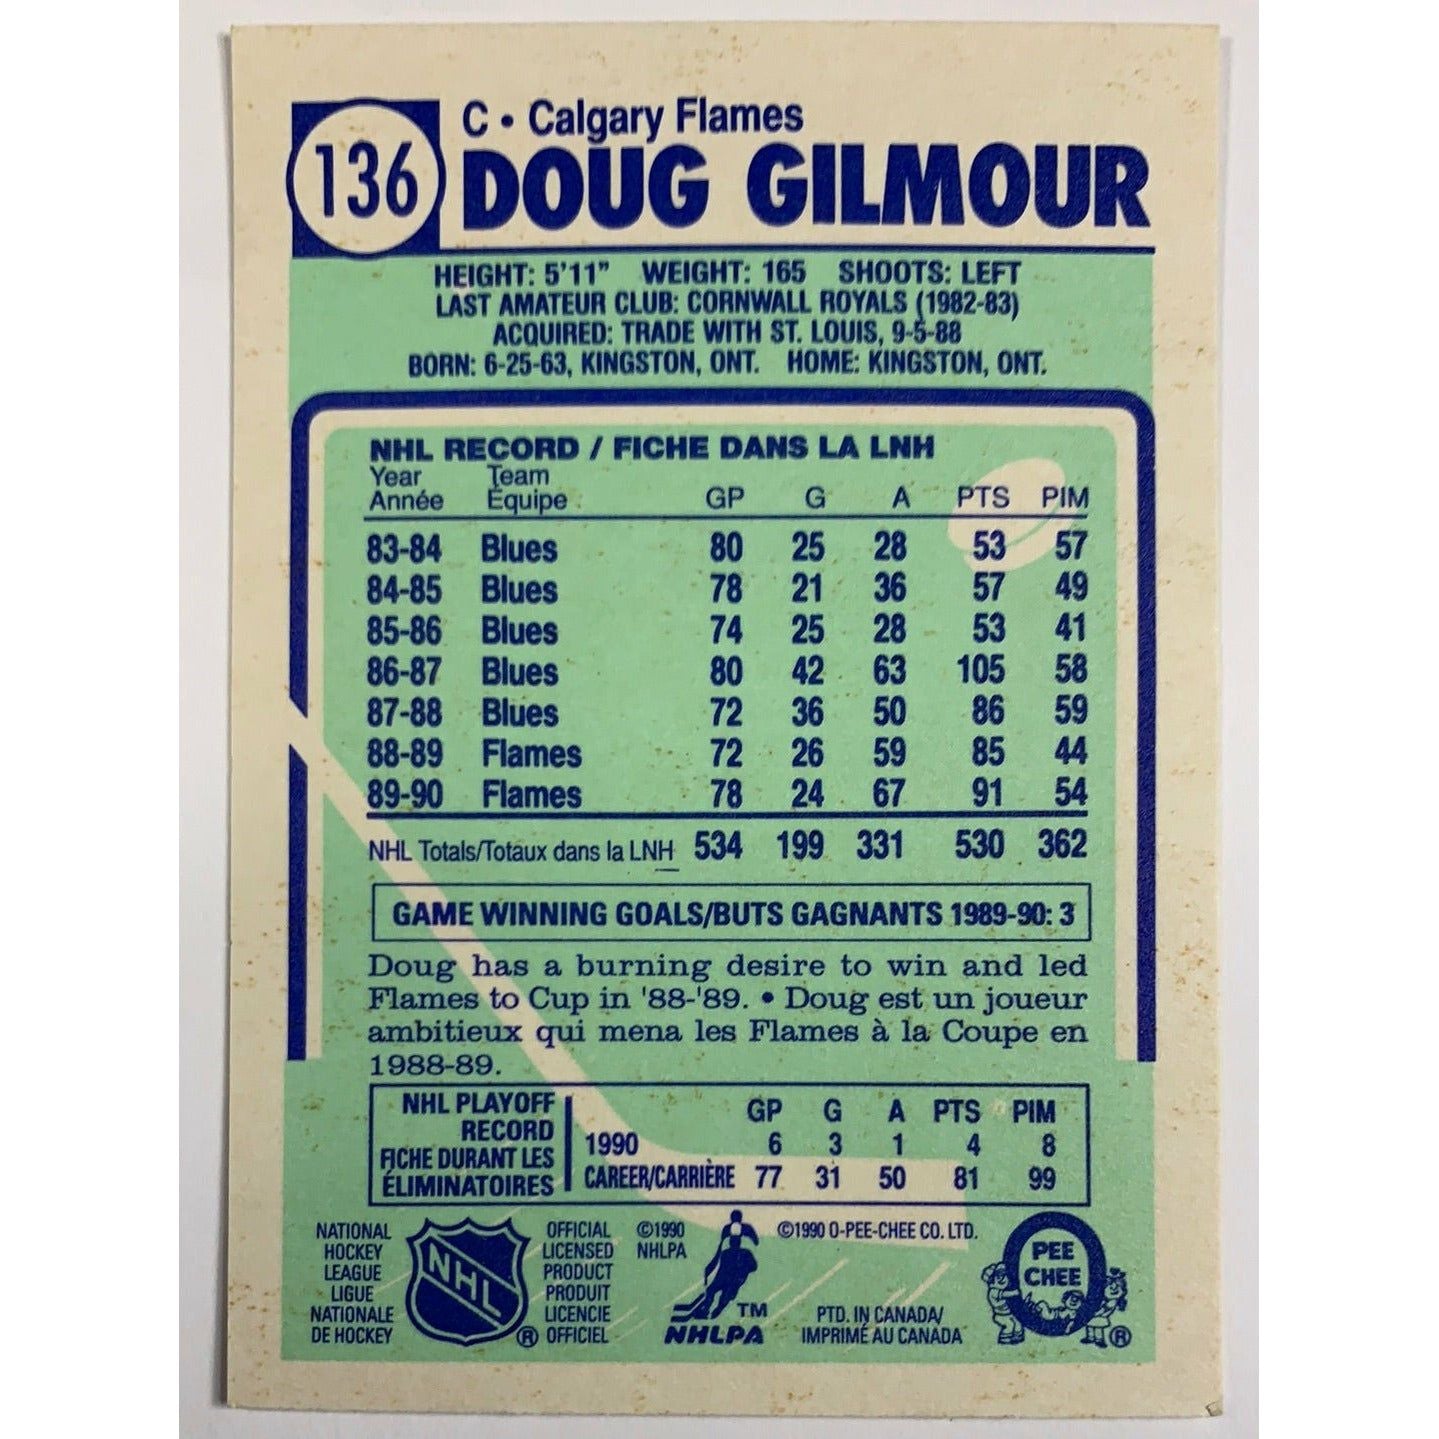 136
C • Calgary Flames
DOUG GILMOUR
HEIGHT: 5'11" WEIGHT: 165 SHOOTS: LEFT
LAST AMATEUR CLUB: CORNWALL ROYALS (1982-83)
ACQUIRED: TRADE WITH ST. LOUIS, 9-5-88
BORN: 6-25-63, KINGSTON, ONT. HOME: KINGSTON, ONT.
NHL RECORD / FICHE DANS LA LNH
Year Team
Année Équipe GP G A PTS PIM
83-84 Blues 80 25 28 53 57
84-85 Blues 78 21 36 57 49
85-86 Blues 74 25 28 53 41
86-87 Blues 80 42 63 105 58
87-88 Blues 72 36 50 86 59
88-89 Flames 72 26 59 85 44
89-90 Flames 78 24 67 91 54
NHL Totals/Totaux dans la LNH 534 199 331 530 362
GAME WINNING GOALS/BUTS GAGNANTS 1989-90: 3
Doug has a burning desire to win and led
Flames to Cup in '88-'89. • Doug est un joueur
ambitieux qui mena les Flames à la Coupe en
1988-89.
NHL PLAYOFF
RECORD
FICHE DURANT LES
ÉLIMINATOIRES
GP G A PTS PIM
1990 6 3 1 4 8
CAREER/CARRIÈRE 77 31 50 81 99
NATIONAL
HOCKEY
LEAGUE
LIGUE
NATIONALE
DE HOCKEY
NHL
®
OFFICIAL
LICENSED
PRODUCT
PRODUIT
LICENCIE
OFFICIEL
©1990
NHLPA
TM
NHLPA
©1990 O-PEE-CHEE CO. LTD.
PTD. IN CANADA/
IMPRIMÉ AU CANADA
O
PEE
CHEE
®